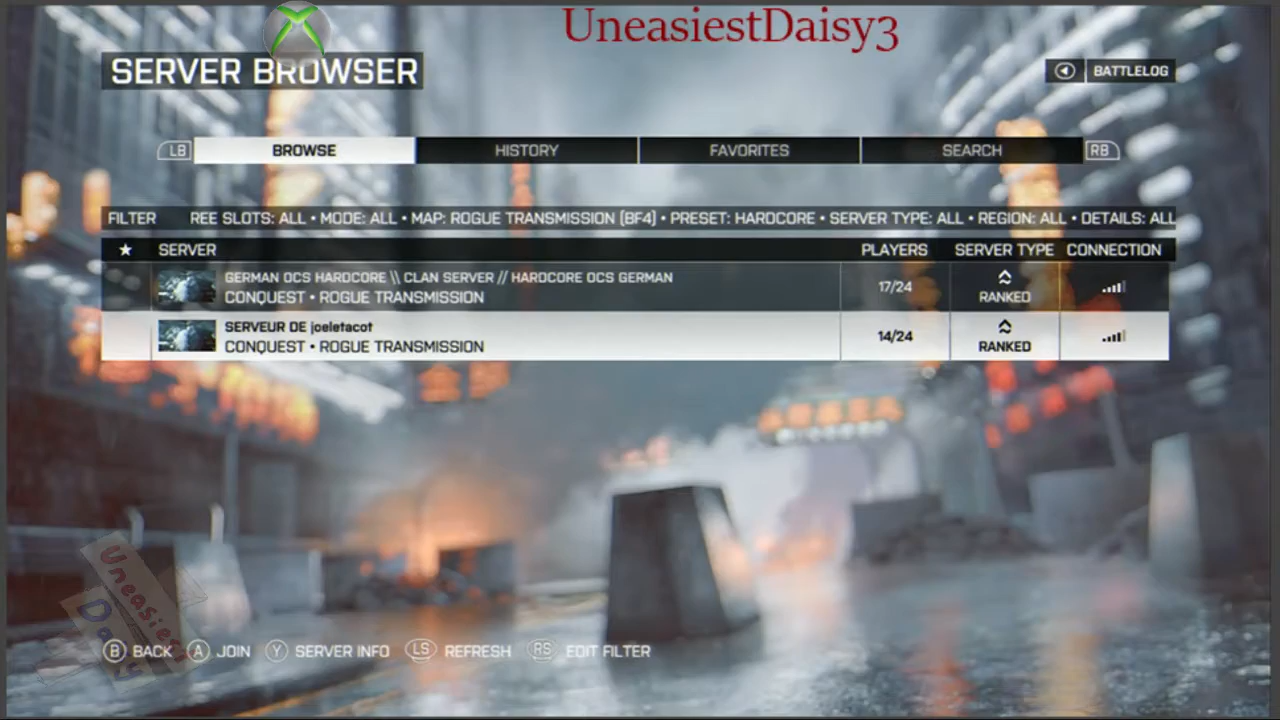 UneasiestDaisy3
SERVER BROWSER
BATTLELOG
LB BROWSE HISTORY FAVORITES SEARCH RB
FILTER REE SLOTS: ALL • MODE: ALL • MAP: ROGUE TRANSMISSION [BF4] • PRESET: HARDCORE • SERVER TYPE: ALL • REGION: ALL • DETAILS: ALL
★ SERVER PLAYERS SERVER TYPE CONNECTION
GERMAN OCS HARDCORE \\ CLAN SERVER // HARDCORE OCS GERMAN
CONQUEST • ROGUE TRANSMISSION
17/24
RANKED
SERVEUR DE joeletacot
CONQUEST • ROGUE TRANSMISSION
14/24
RANKED
Uneasiest
B BACK A JOIN Y SERVER INFO LS REFRESH RS EDIT FILTER